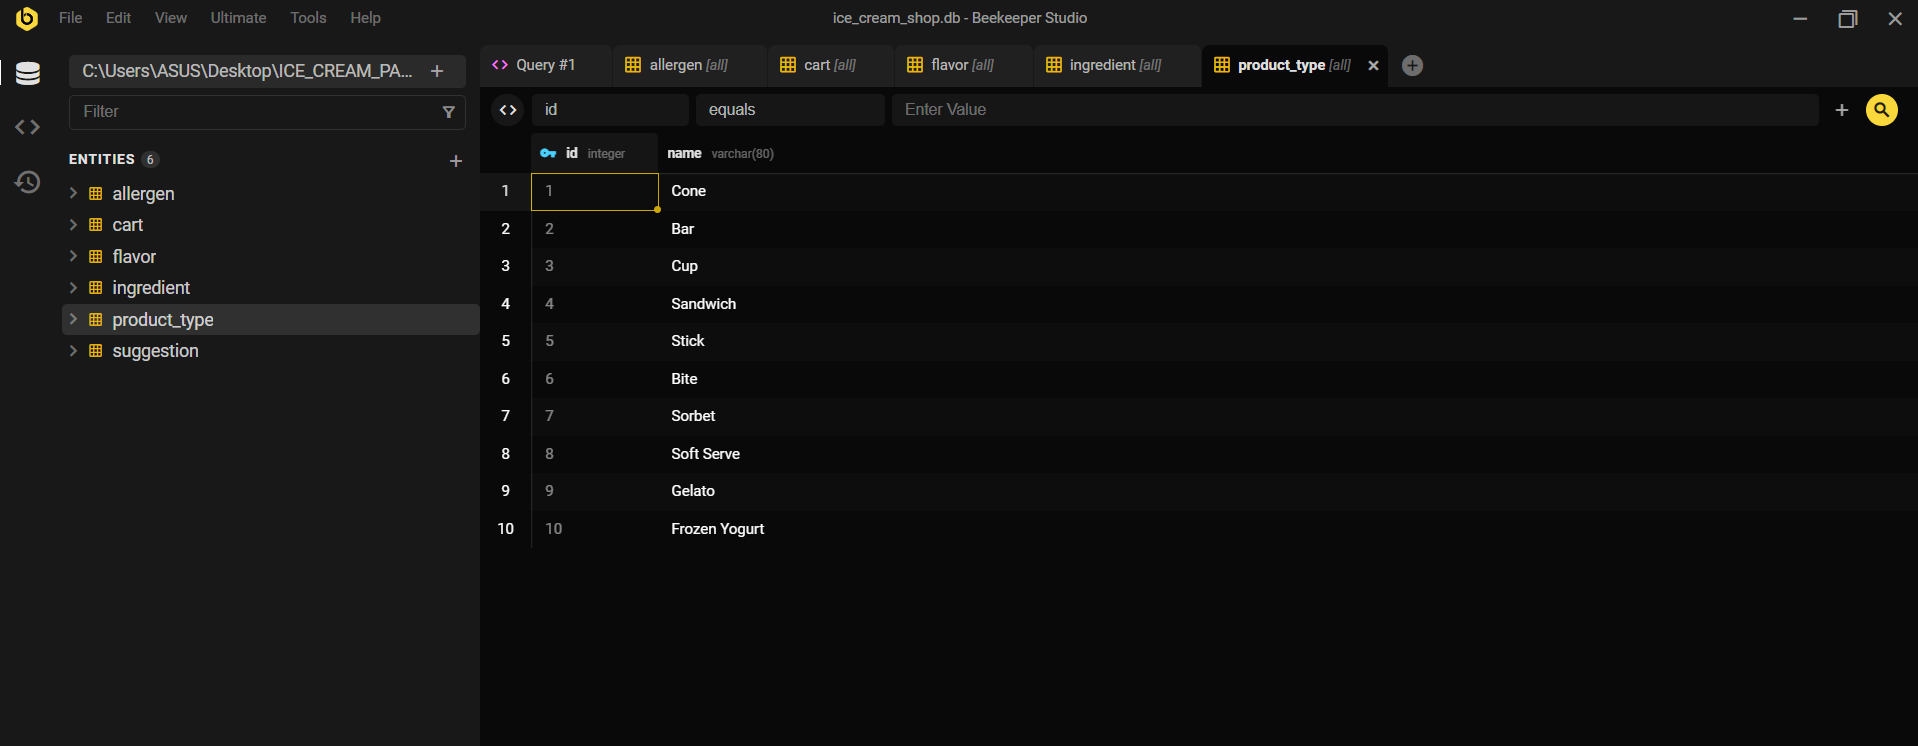 File Edit View Ultimate Tools Help
ice_cream_shop.db - Beekeeper Studio
C:\Users\ASUS\Desktop\ICE_CREAM_PA... +
Filter
ENTITIES 6 +
allergen
cart
flavor
ingredient
product_type
suggestion
Query #1 allergen [all] cart [all] flavor [all] ingredient [all] product_type [all]
id equals Enter Value
id integer name varchar(80)
1 1 Cone
2 2 Bar
3 3 Cup
4 4 Sandwich
5 5 Stick
6 6 Bite
7 7 Sorbet
8 8 Soft Serve
9 9 Gelato
10 10 Frozen Yogurt